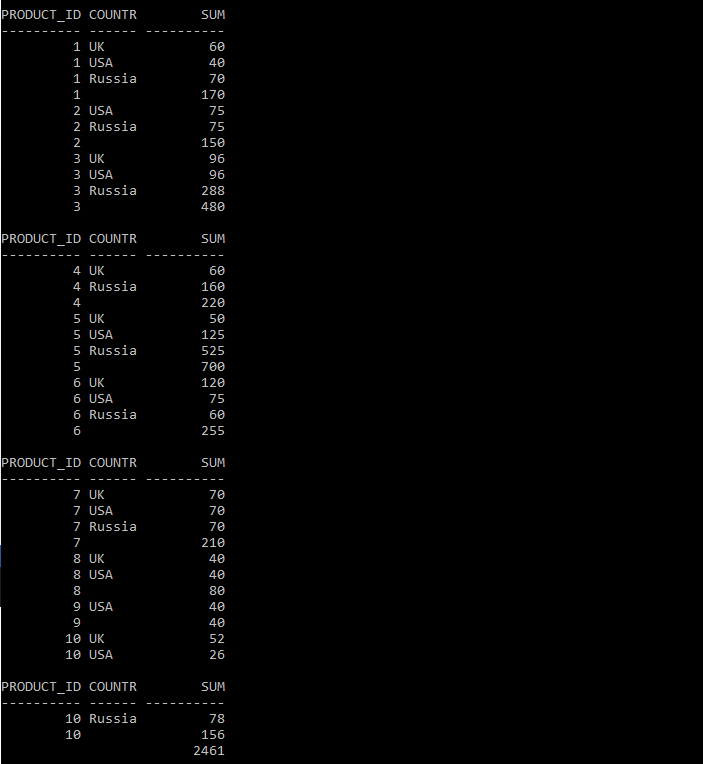 PRODUCT_ID COUNTR        SUM
---------- ------ ----------
         1 UK             60
         1 USA            40
         1 Russia         70
         1               170
         2 USA            75
         2 Russia         75
         2               150
         3 UK             96
         3 USA            96
         3 Russia        288
         3               480

PRODUCT_ID COUNTR        SUM
---------- ------ ----------
         4 UK             60
         4 Russia        160
         4               220
         5 UK             50
         5 USA           125
         5 Russia        525
         5               700
         6 UK            120
         6 USA            75
         6 Russia         60
         6               255

PRODUCT_ID COUNTR        SUM
---------- ------ ----------
         7 UK             70
         7 USA            70
         7 Russia         70
         7               210
         8 UK             40
         8 USA            40
         8                80
         9 USA            40
         9                40
        10 UK             52
        10 USA            26

PRODUCT_ID COUNTR        SUM
---------- ------ ----------
        10 Russia         78
        10               156
                        2461